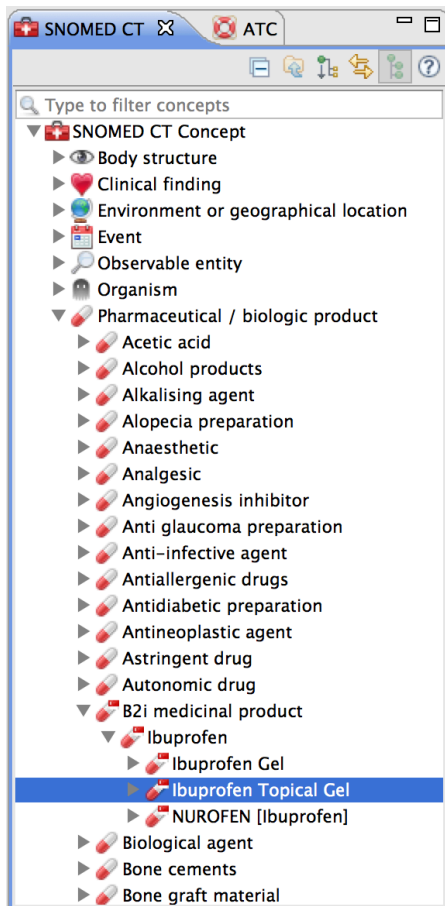 SNOMED CT
ATC
Type to filter concepts
SNOMED CT Concept
Body structure
Clinical finding
Environment or geographical location
Event
Observable entity
Organism
Pharmaceutical / biologic product
Acetic acid
Alcohol products
Alkalising agent
Alopecia preparation
Anaesthetic
Analgesic
Angiogenesis inhibitor
Anti glaucoma preparation
Anti-infective agent
Antiallergenic drugs
Antidiabetic preparation
Antineoplastic agent
Astringent drug
Autonomic drug
B2i medicinal product
Ibuprofen
Ibuprofen Gel
Ibuprofen Topical Gel
NUROFEN [Ibuprofen]
Biological agent
Bone cements
Bone graft material